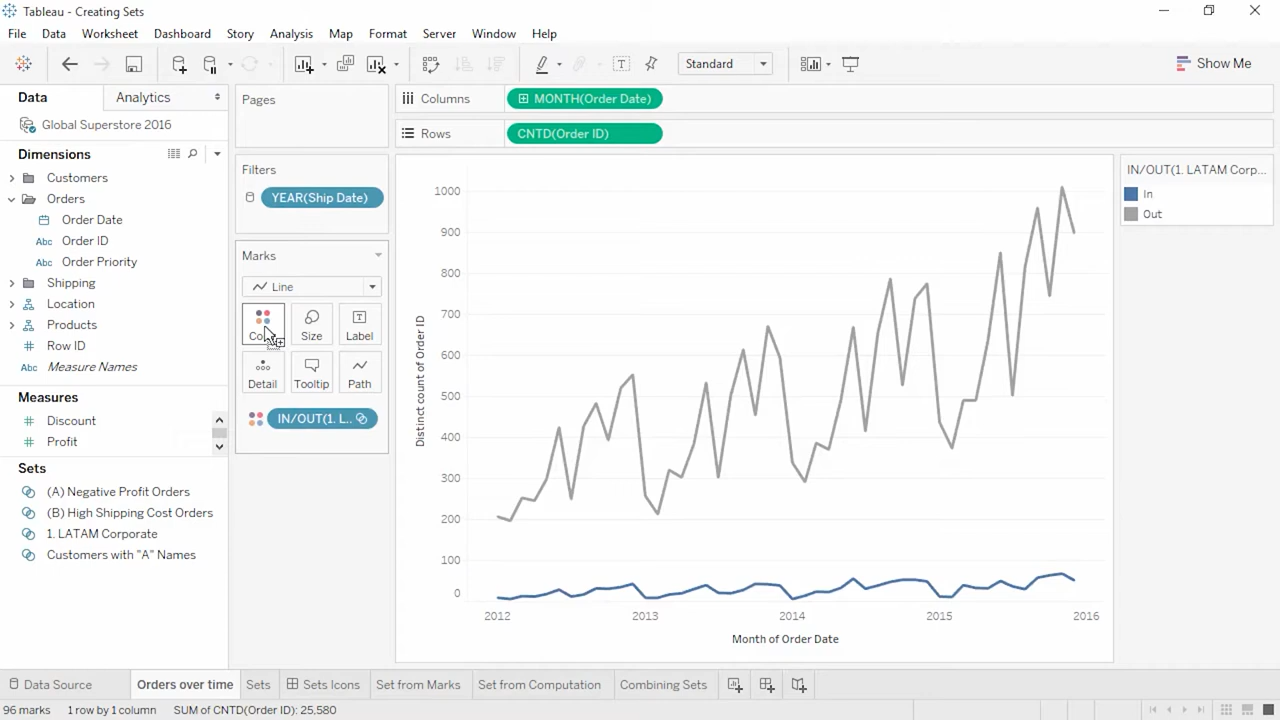 Tableau - Creating Sets
File Data Worksheet Dashboard Story Analysis Map Format Server Window Help
Standard
Show Me
Data Analytics
Global Superstore 2016
Dimensions
Customers
Orders
Order Date
Abc Order ID
Abc Order Priority
Shipping
Location
Products
Row ID
Measure Names
Measures
Discount
Profit
Sets
(A) Negative Profit Orders
(B) High Shipping Cost Orders
1. LATAM Corporate
Customers with "A" Names
Pages
Filters
YEAR(Ship Date)
Marks
Line
Size Label
Detail Tooltip Path
IN/OUT(1. L..
Columns MONTH(Order Date)
Rows CNTD(Order ID)
Distinct count of Order ID
1000
900
800
700
600
500
400
300
200
100
0
2012 2013 2014 2015 2016
Month of Order Date
IN/OUT(1. LATAM Corp...
In
Out
Data Source Orders over time Sets Sets Icons Set from Marks Set from Computation Combining Sets
96 marks 1 row by 1 column SUM of CNTD(Order ID): 25,580